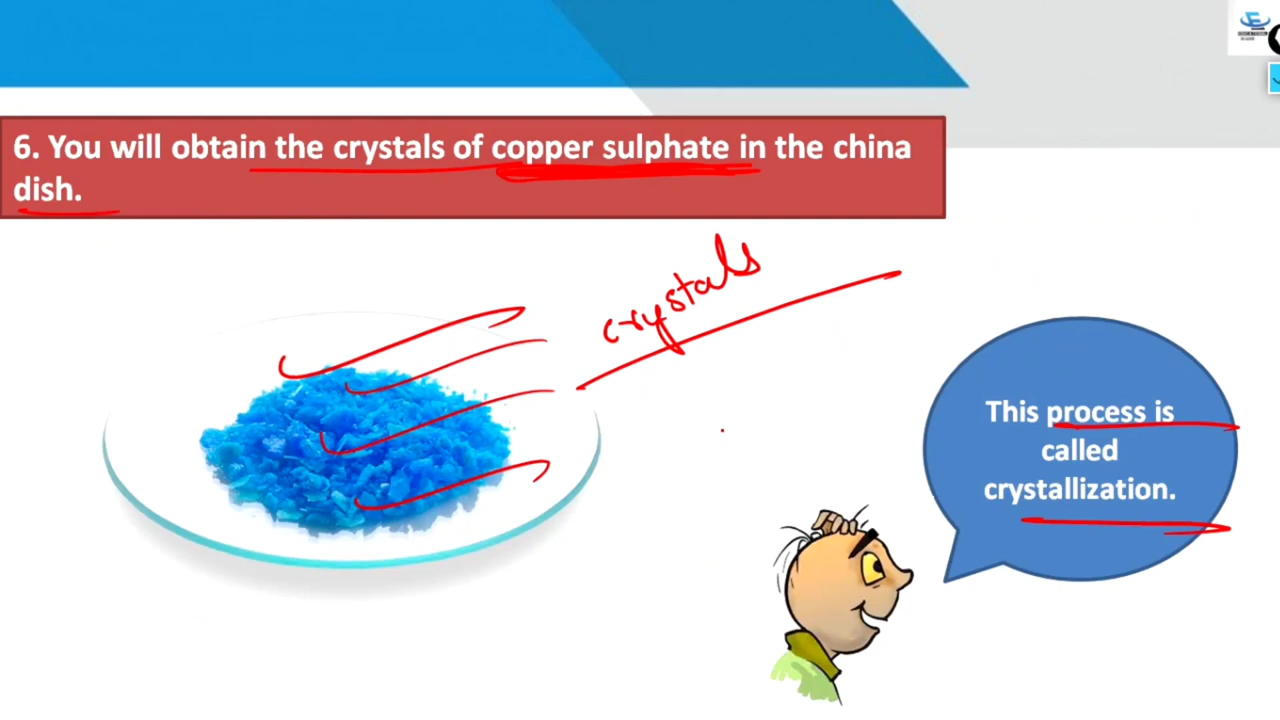 6. You will obtain the crystals of copper sulphate in the china
dish.
crystals
This process is
called
crystallization.